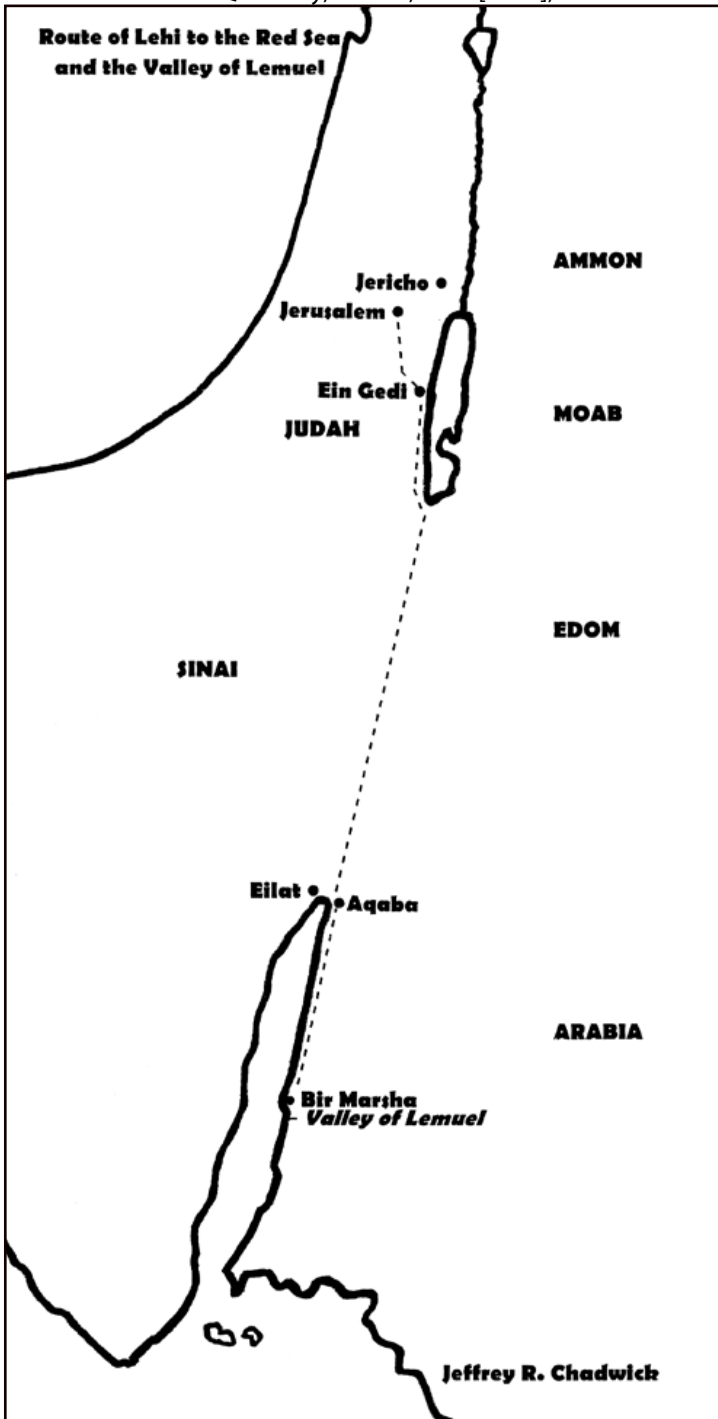 Route of Lehi to the Red Sea
and the Valley of Lemuel
AMMON
Jericho
Jerusalem
Ein Gedi
JUDAH
MOAB
EDOM
SINAI
Eilat
Aqaba
ARABIA
Bir Marsha
Valley of Lemuel
Jeffrey R. Chadwick